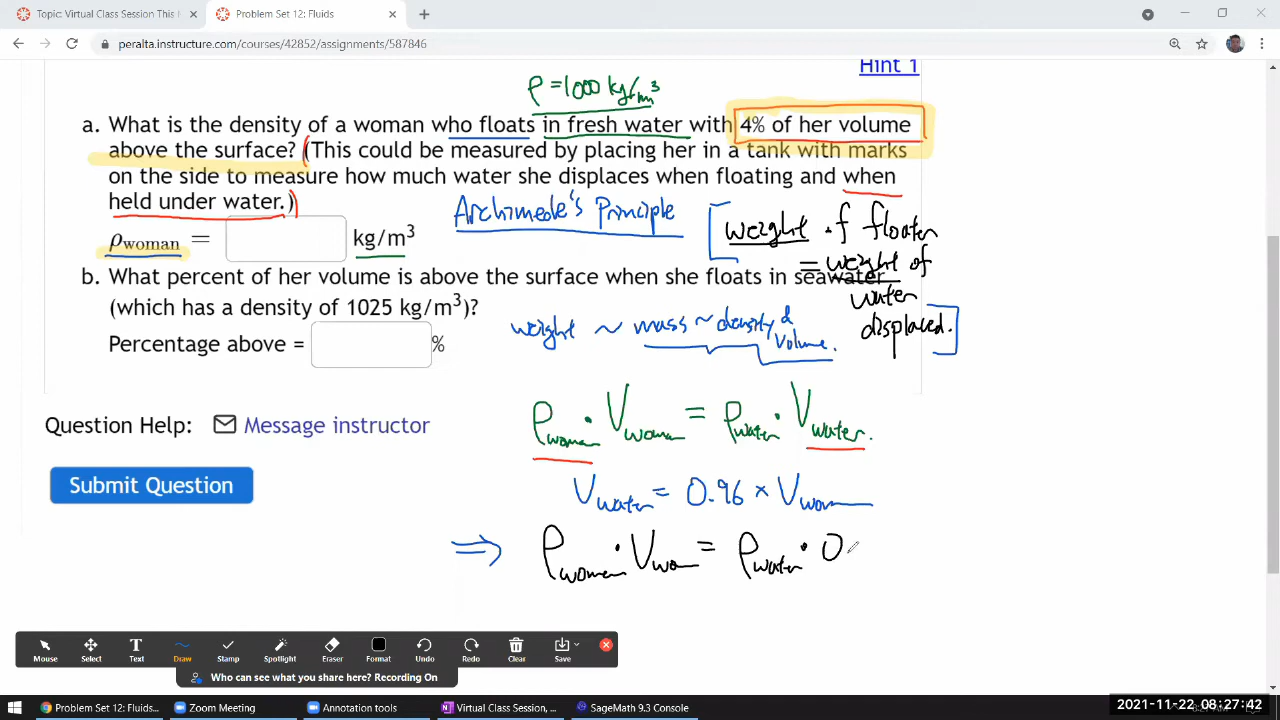 Topic: Virtual Class Session This
Problem Set 12: Fluids
peralta.instructure.com/courses/42852/assignments/587846
Hint 1
ρ = 1000 kg/m³
a. What is the density of a woman who floats in fresh water with 4% of her volume
above the surface? (This could be measured by placing her in a tank with marks
on the side to measure how much water she displaces when floating and when
held under water.)
Archimede's Principle
[weight of floater
= weight of
water
displaced.]
ρwoman = kg/m³
b. What percent of her volume is above the surface when she floats in seawater
(which has a density of 1025 kg/m³)?
weight ~ mass ~ density & Volume.
Percentage above = %
ρwoman · Vwoman = ρwater · Vwater.
Question Help: Message instructor
Submit Question
Vwater = 0.96 × Vwoman
⇒ ρwoman · Vwoman = ρwater · 0
Mouse Select Text Draw Stamp Spotlight Eraser Format Undo Redo Clear Save
Who can see what you share here? Recording On
Problem Set 12: Fluids... Zoom Meeting Annotation tools Virtual Class Session, ... SageMath 9.3 Console
2021-11-22 08:27:42